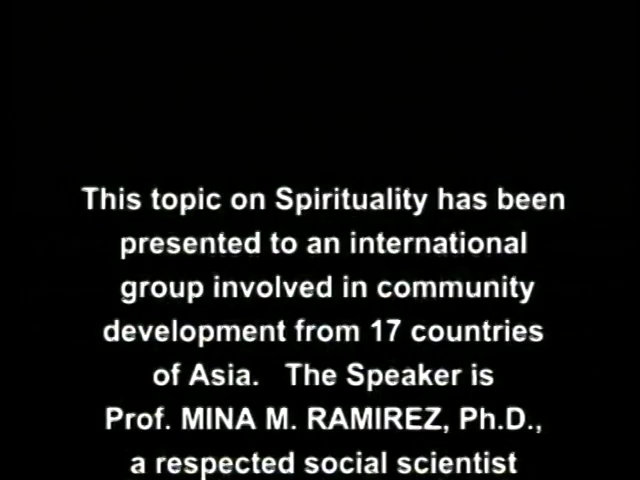 This topic on Spirituality has been
presented to an international
group involved in community
development from 17 countries
of Asia.   The Speaker is
Prof. MINA M. RAMIREZ, Ph.D.,
a respected social scientist